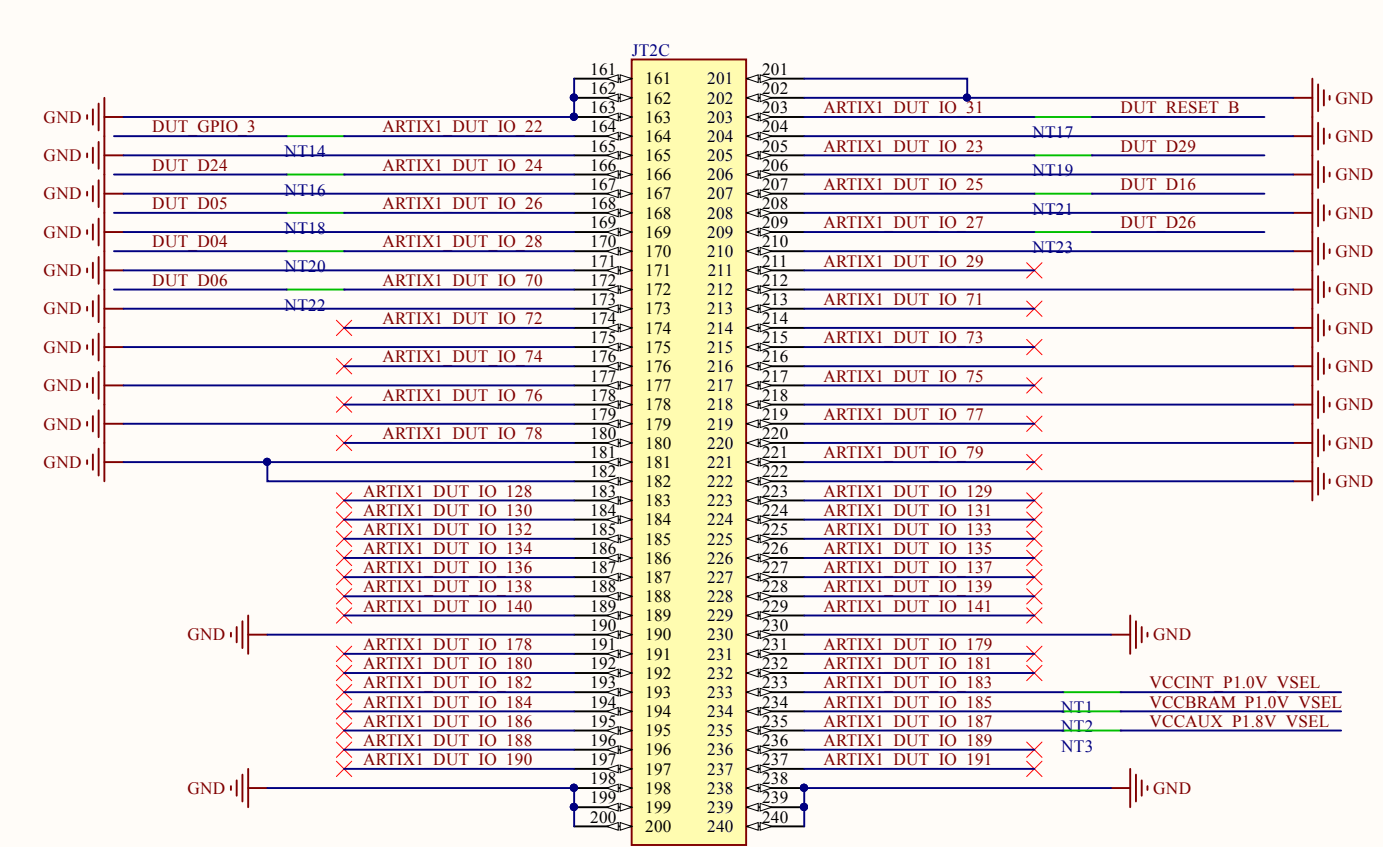 JT2C
161 161 201 201
162 162 202 202 GND
GND 163 163 203 203 ARTIX1_DUT_IO_31 DUT_RESET_B
DUT_GPIO_3 ARTIX1_DUT_IO_22 164 164 204 204 NT17 GND
GND NT14 165 165 205 205 ARTIX1_DUT_IO_23 DUT_D29
DUT_D24 ARTIX1_DUT_IO_24 166 166 206 206 NT19 GND
GND NT16 167 167 207 207 ARTIX1_DUT_IO_25 DUT_D16
DUT_D05 ARTIX1_DUT_IO_26 168 168 208 208 NT21 GND
GND NT18 169 169 209 209 ARTIX1_DUT_IO_27 DUT_D26
DUT_D04 ARTIX1_DUT_IO_28 170 170 210 210 NT23 GND
GND NT20 171 171 211 211 ARTIX1_DUT_IO_29
DUT_D06 ARTIX1_DUT_IO_70 172 172 212 212 GND
GND NT22 173 173 213 213 ARTIX1_DUT_IO_71
ARTIX1_DUT_IO_72 174 174 214 214 GND
GND 175 175 215 215 ARTIX1_DUT_IO_73
ARTIX1_DUT_IO_74 176 176 216 216 GND
GND 177 177 217 217 ARTIX1_DUT_IO_75
ARTIX1_DUT_IO_76 178 178 218 218 GND
GND 179 179 219 219 ARTIX1_DUT_IO_77
ARTIX1_DUT_IO_78 180 180 220 220 GND
GND 181 181 221 221 ARTIX1_DUT_IO_79
182 182 222 222 GND
ARTIX1_DUT_IO_128 183 183 223 223 ARTIX1_DUT_IO_129
ARTIX1_DUT_IO_130 184 184 224 224 ARTIX1_DUT_IO_131
ARTIX1_DUT_IO_132 185 185 225 225 ARTIX1_DUT_IO_133
ARTIX1_DUT_IO_134 186 186 226 226 ARTIX1_DUT_IO_135
ARTIX1_DUT_IO_136 187 187 227 227 ARTIX1_DUT_IO_137
ARTIX1_DUT_IO_138 188 188 228 228 ARTIX1_DUT_IO_139
ARTIX1_DUT_IO_140 189 189 229 229 ARTIX1_DUT_IO_141
GND 190 190 230 230 GND
ARTIX1_DUT_IO_178 191 191 231 231 ARTIX1_DUT_IO_179
ARTIX1_DUT_IO_180 192 192 232 232 ARTIX1_DUT_IO_181
ARTIX1_DUT_IO_182 193 193 233 233 ARTIX1_DUT_IO_183 VCCINT_P1.0V_VSEL
ARTIX1_DUT_IO_184 194 194 234 234 ARTIX1_DUT_IO_185 NT1 VCCBRAM_P1.0V_VSEL
ARTIX1_DUT_IO_186 195 195 235 235 ARTIX1_DUT_IO_187 NT2 VCCAUX_P1.8V_VSEL
ARTIX1_DUT_IO_188 196 196 236 236 ARTIX1_DUT_IO_189 NT3
ARTIX1_DUT_IO_190 197 197 237 237 ARTIX1_DUT_IO_191
GND 198 198 238 238 GND
199 199 239 239
200 200 240 240